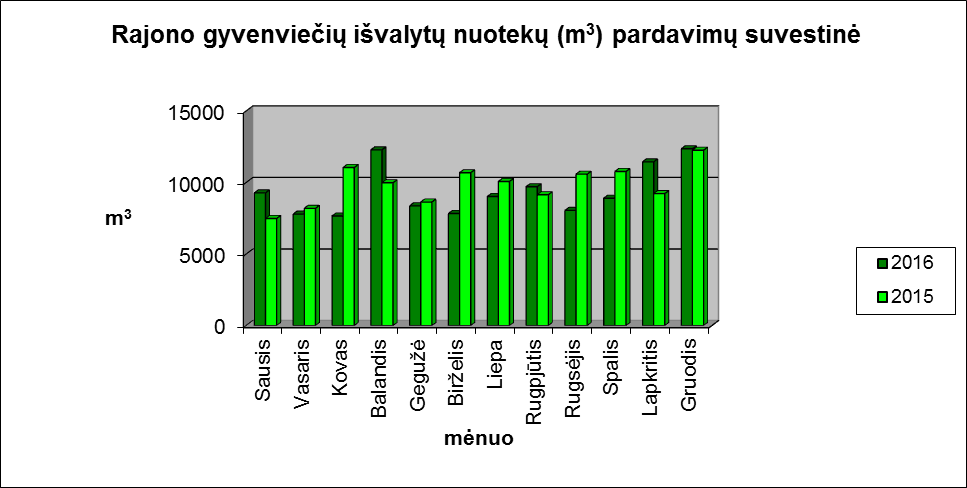 Rajono gyvenviečių išvalytų nuotekų (m³) pardavimų suvestinė
15000
10000
5000
0
m³
Sausis
Vasaris
Kovas
Balandis
Gegužė
Birželis
Liepa
Rugpjūtis
Rugsėjis
Spalis
Lapkritis
Gruodis
mėnuo
2016
2015